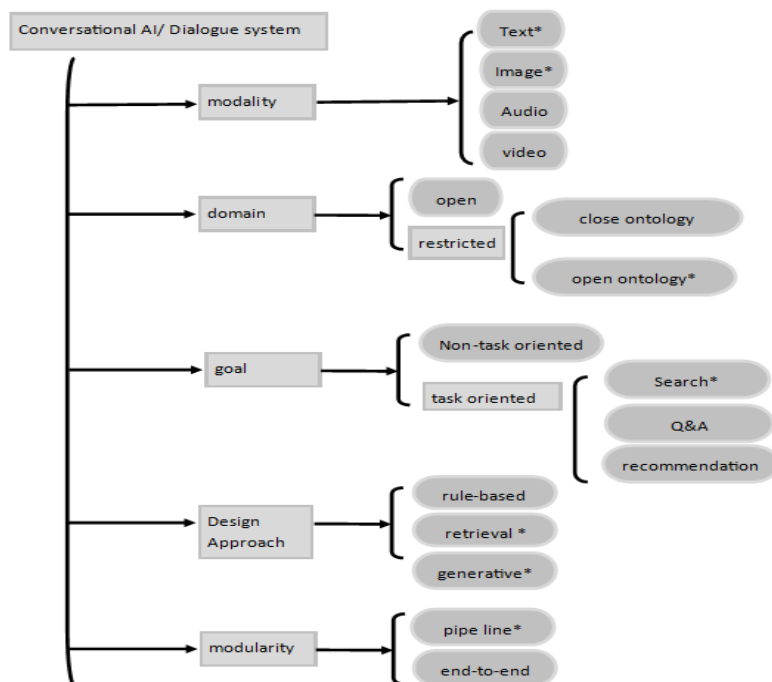 Conversational AI/ Dialogue system
modality
Text*
Image*
Audio
video
domain
open
restricted
close ontology
open ontology*
goal
Non-task oriented
task oriented
Search*
Q&A
recommendation
Design
Approach
rule-based
retrieval *
generative*
modularity
pipe line*
end-to-end